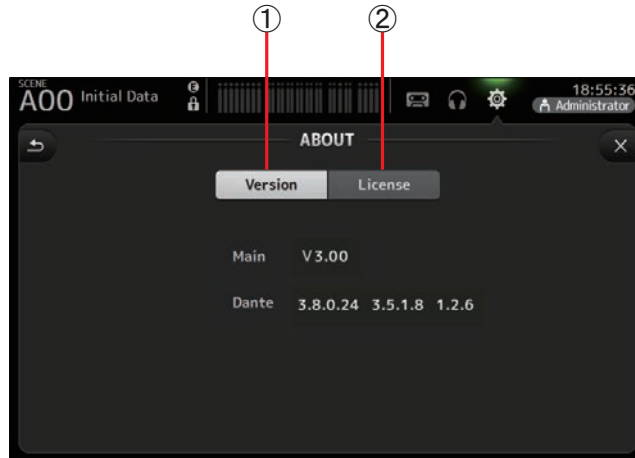 ① ②
SCENE
A00 Initial Data E 18:55:36
Administrator
ABOUT
Version License
Main V3.00
Dante 3.8.0.24 3.5.1.8 1.2.6